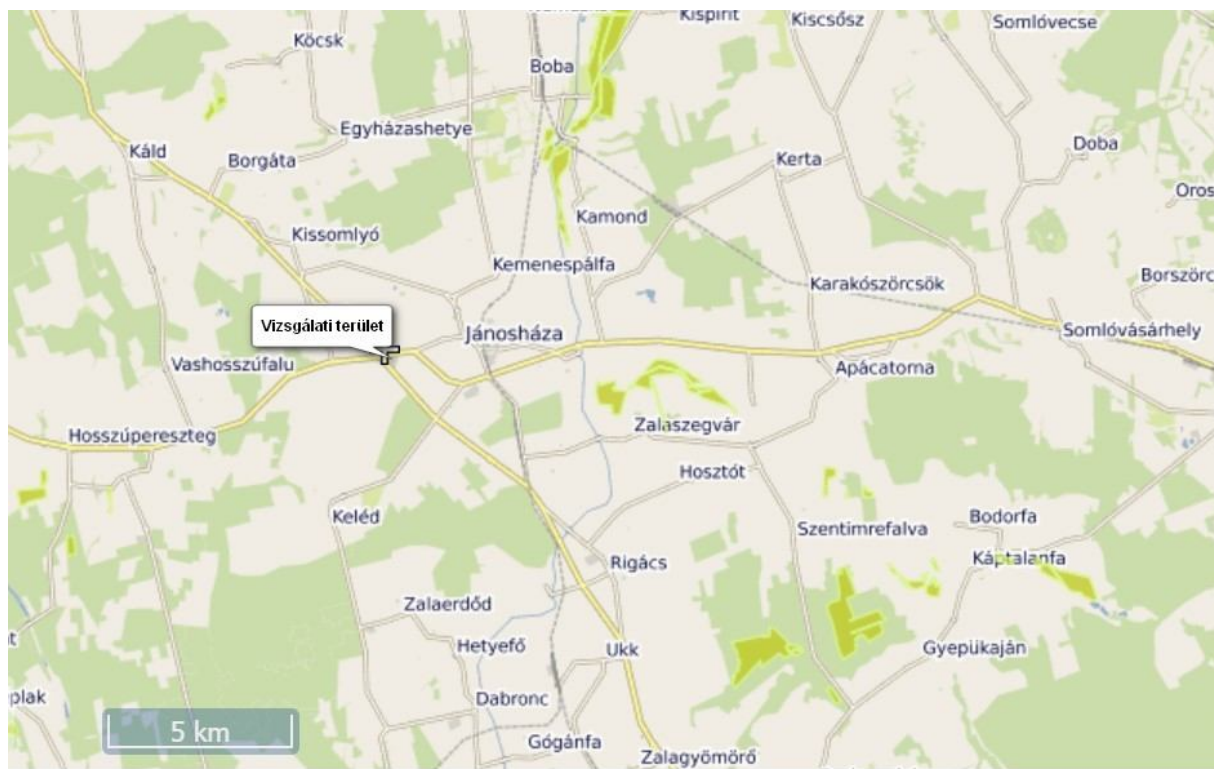 Kispirit
Kiscsősz
Somlóvecse
Köcsk
Boba
Egyházashetye
Káld
Borgáta
Kerta
Doba
Oros
Kamond
Kissomlyó
Kemenespálfa
Karakószörcsök
Borszörc
Vizsgálati terület
Jánosháza
Somlóvásárhely
Vashosszúfalu
Apácatorna
Hosszúpereszteg
Zalaszegvár
Hosztót
Keléd
Szentimrefalva
Bodorfa
Káptalanfa
Rigács
Zalaerdőd
Hetyefő
Ukk
Gyepükaján
plak
Dabronc
5 km
Gógánfa
Zalagyömörő